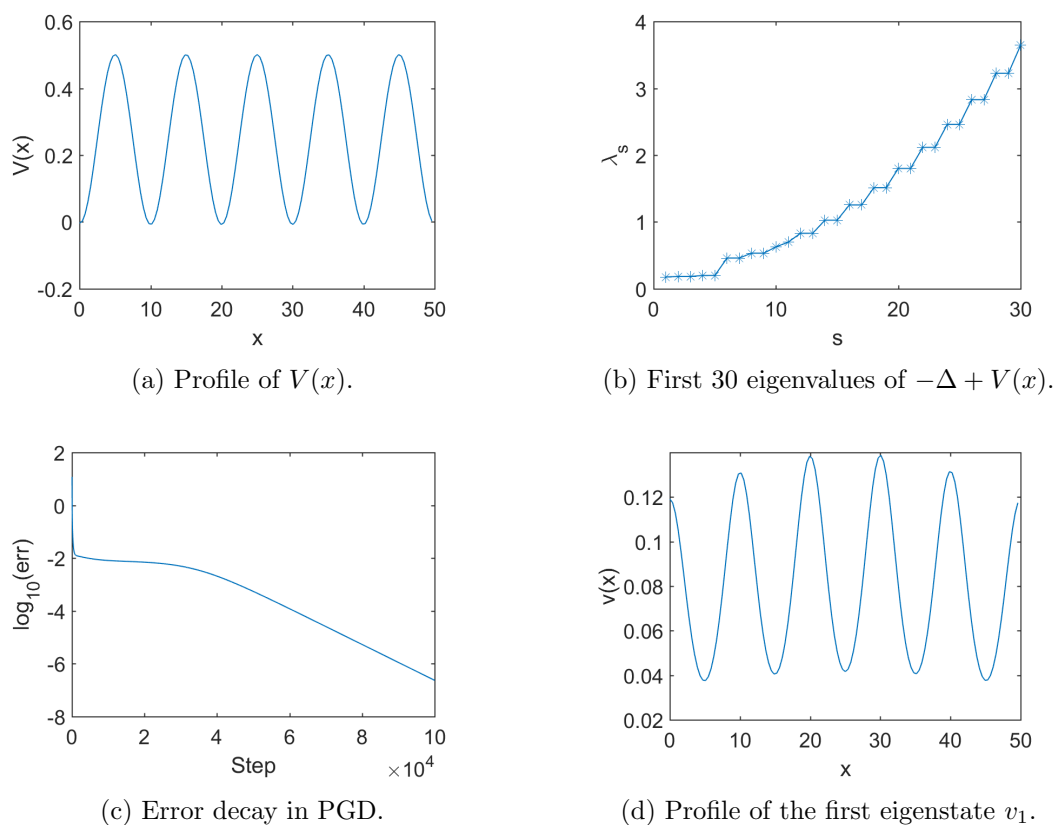 0.6
0.4
0.2
0
-0.2
V(x)
0 10 20 30 40 50
x
(a) Profile of V(x).
4
3
2
1
0
λ_s
0 10 20 30
s
(b) First 30 eigenvalues of −Δ + V(x).
2
0
-2
-4
-6
-8
log₁₀(err)
0 2 4 6 8 10
Step
×10⁴
(c) Error decay in PGD.
0.12
0.1
0.08
0.06
0.04
0.02
v(x)
0 10 20 30 40 50
x
(d) Profile of the first eigenstate v₁.